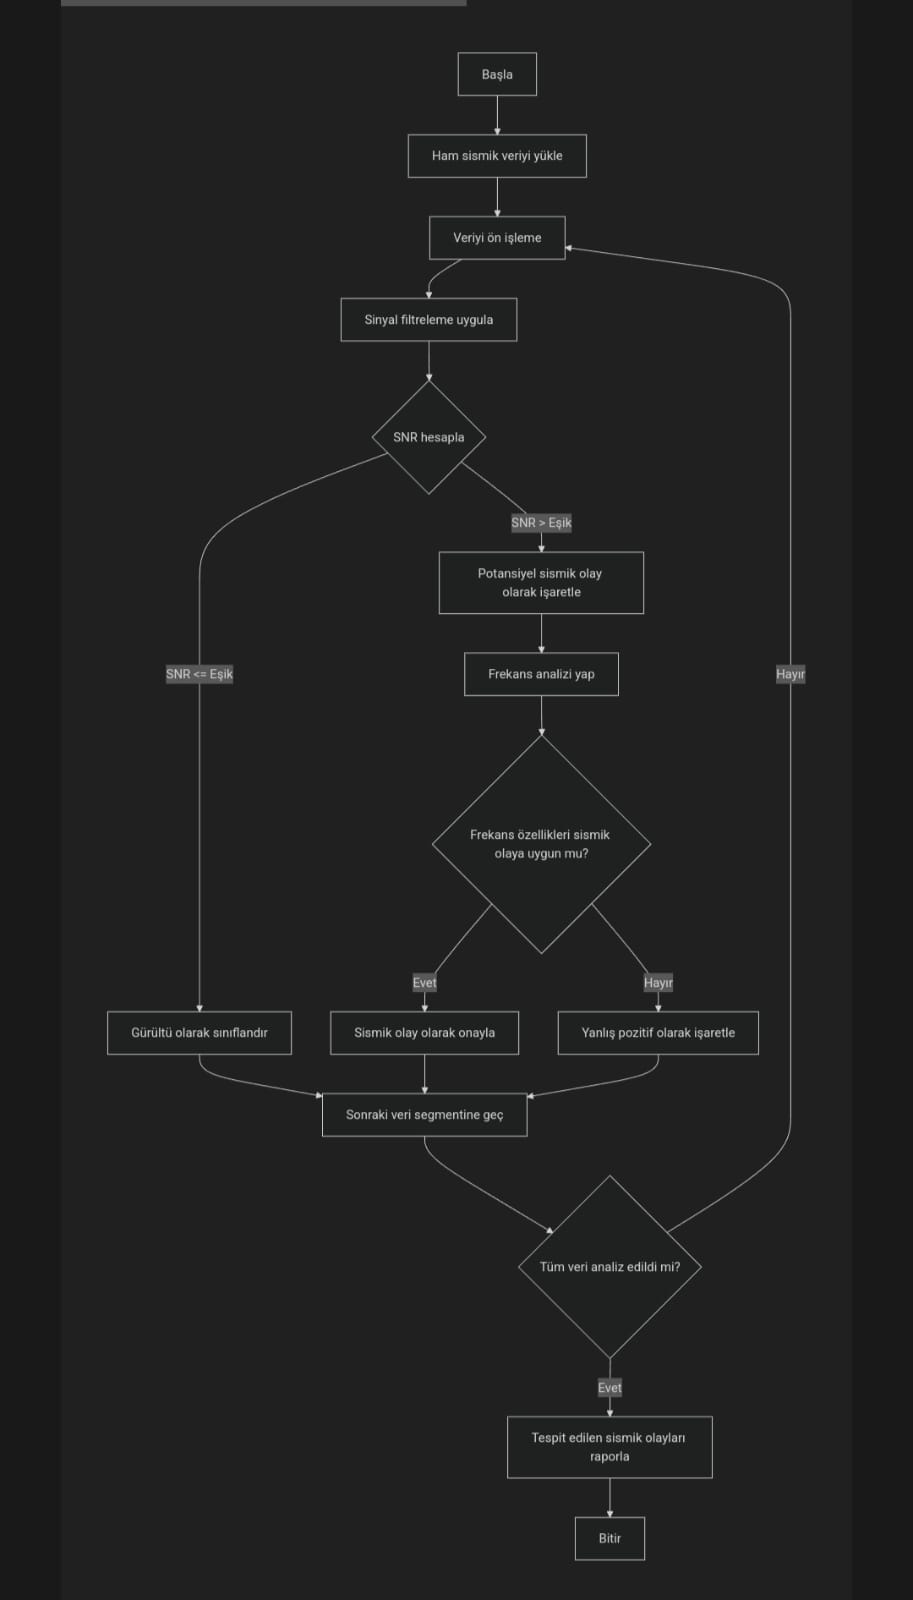 Başla
Ham sismik veriyi yükle
Veriyi ön işleme
Sinyal filtreleme uygula
SNR hesapla
SNR > Eşik
Potansiyel sismik olay
olarak işaretle
SNR <= Eşik
Frekans analizi yap
Hayır
Frekans özellikleri sismik
olaya uygun mu?
Evet
Hayır
Gürültü olarak sınıflandır
Sismik olay olarak onayla
Yanlış pozitif olarak işaretle
Sonraki veri segmentine geç
Tüm veri analiz edildi mi?
Evet
Tespit edilen sismik olayları
raporla
Bitir